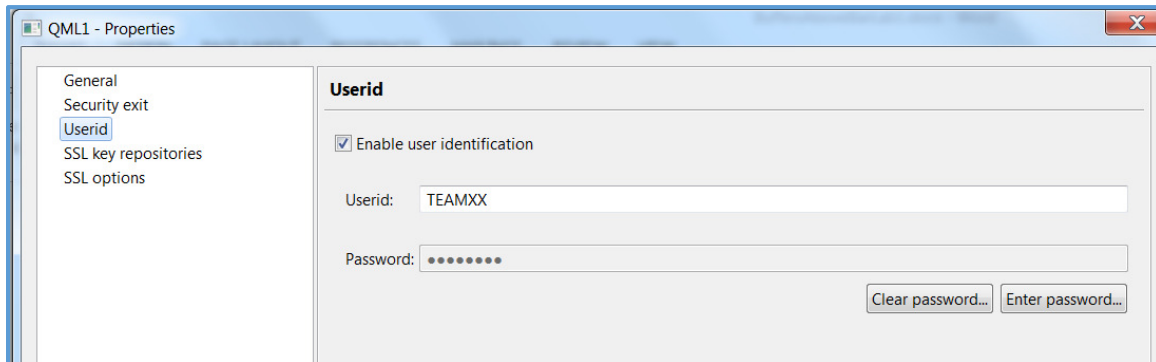 QML1 - Properties
General
Security exit
Userid
SSL key repositories
SSL options
Userid
Enable user identification
Userid: TEAMXX
Password: ●●●●●●●●
Clear password... Enter password...